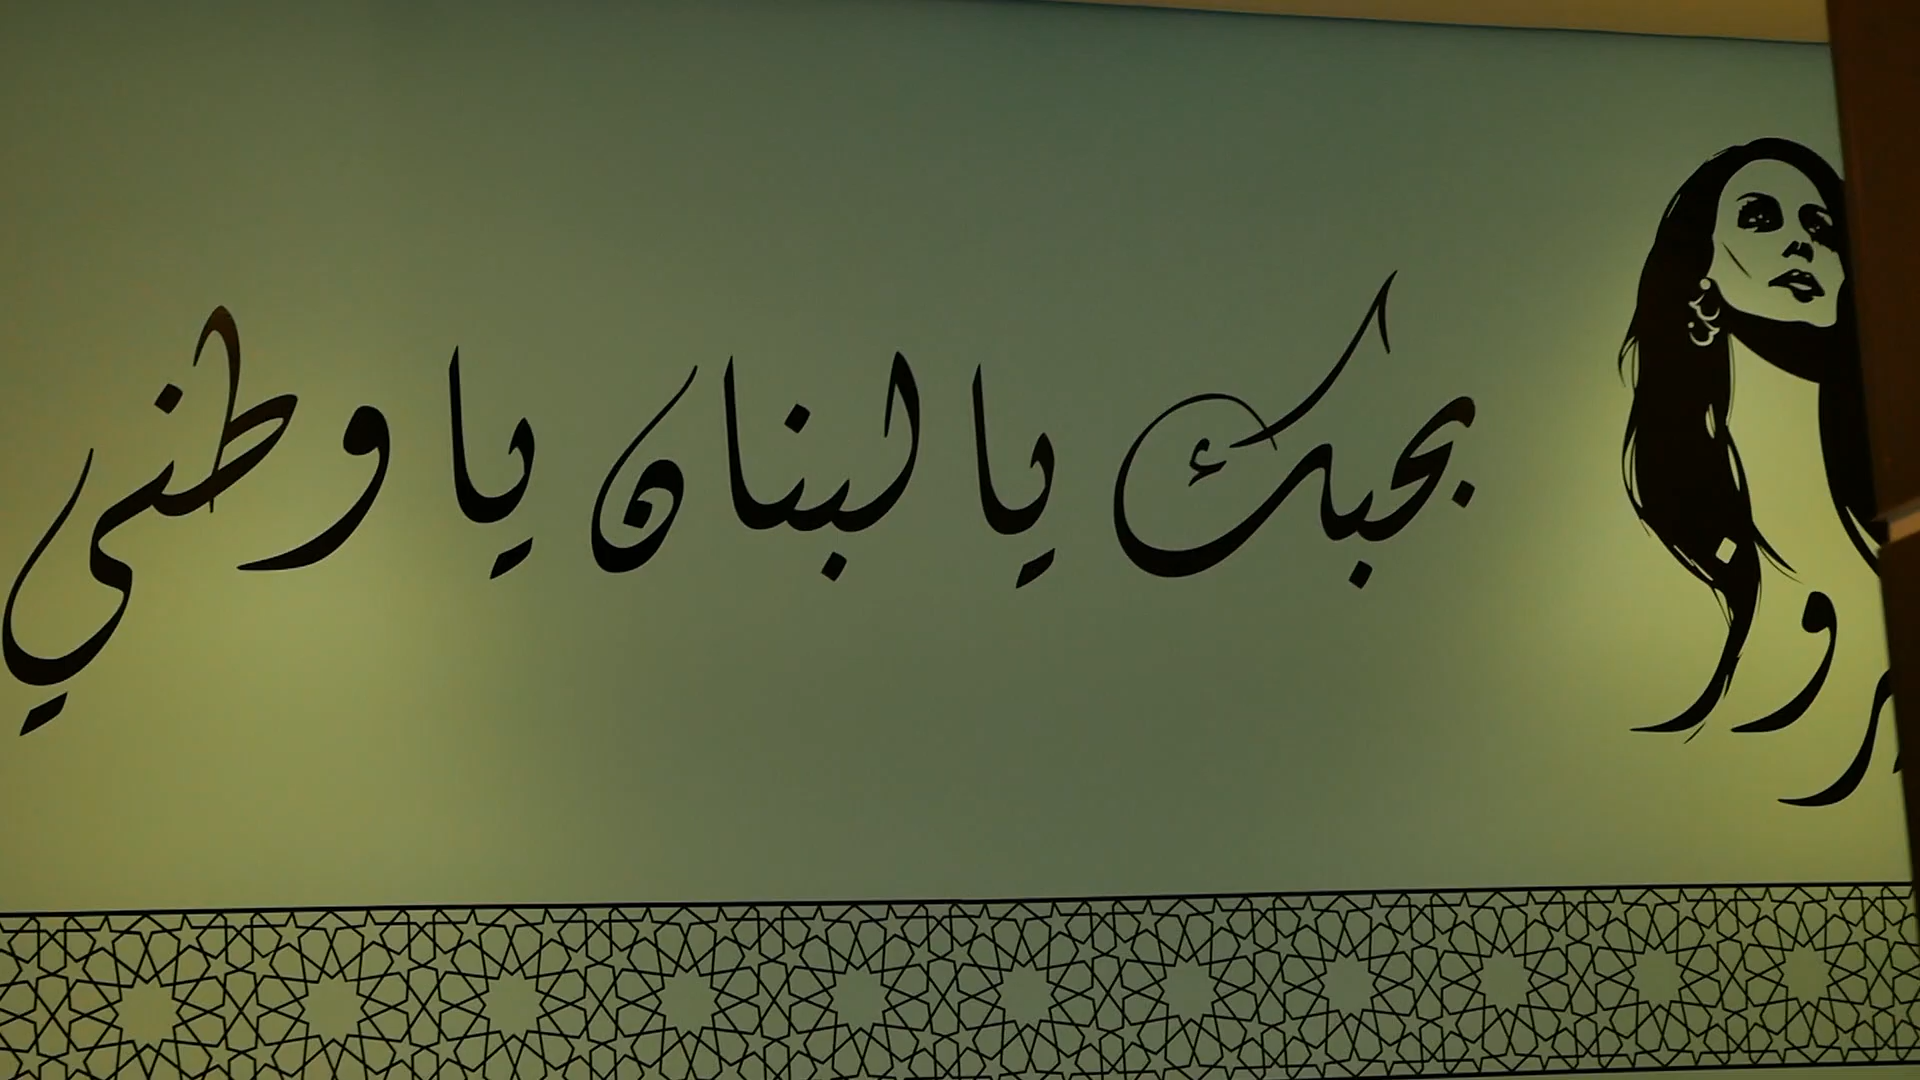 بحبك يا لبنان يا وطني